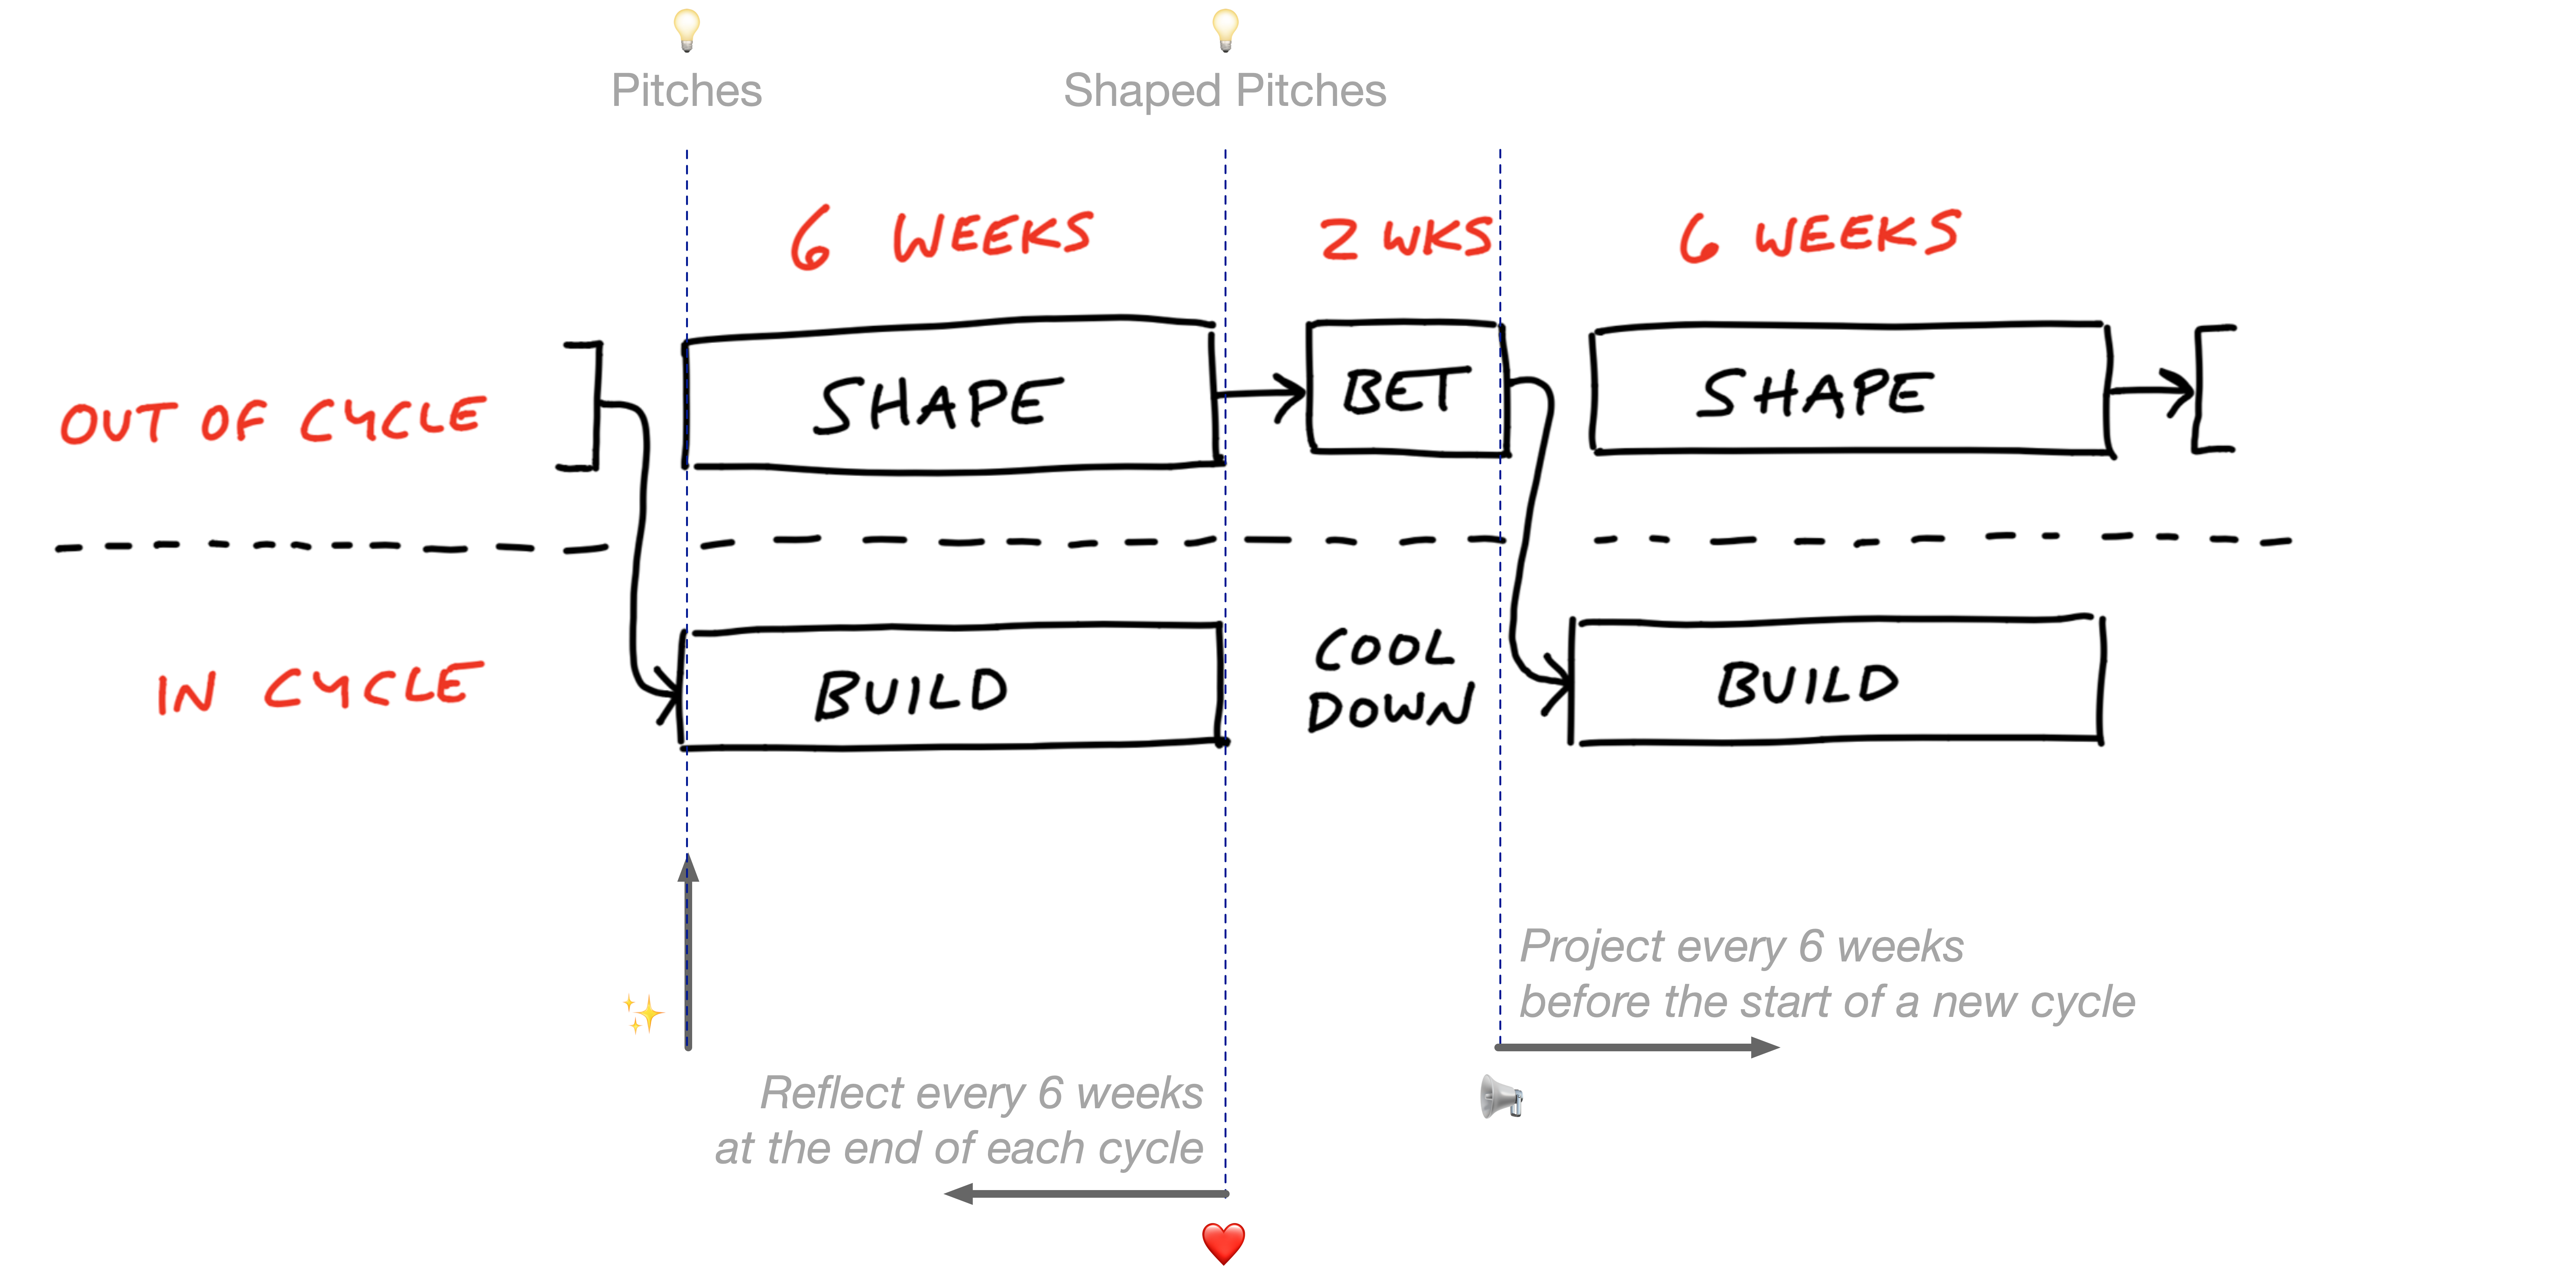 Pitches
Shaped Pitches
6 WEEKS
2 WKS
6 WEEKS
OUT OF CYCLE
SHAPE
BET
SHAPE
IN CYCLE
BUILD
COOL
DOWN
BUILD
Project every 6 weeks
before the start of a new cycle
Reflect every 6 weeks
at the end of each cycle